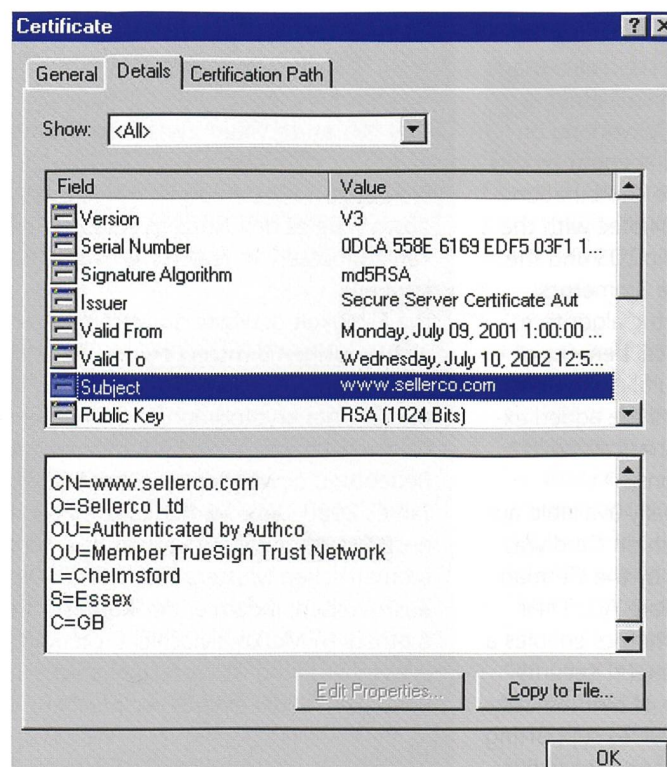 Certificate
General Details Certification Path
Show: <All>
Field Value
Version V3
Serial Number 0DCA 558E 6169 EDF5 03F1 1...
Signature Algorithm md5RSA
Issuer Secure Server Certificate Aut
Valid From Monday, July 09, 2001 1:00:00 ...
Valid To Wednesday, July 10, 2002 12:5...
Subject www.sellerco.com
Public Key RSA (1024 Bits)
CN=www.sellerco.com
O=Sellerco Ltd
OU=Authenticated by Authco
OU=Member TrueSign Trust Network
L=Chelmsford
S=Essex
C=GB
Edit Properties... Copy to File...
OK